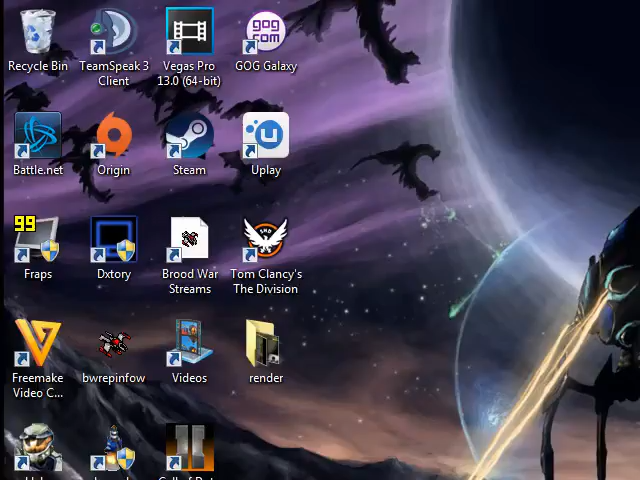 gog
com
Recycle Bin
TeamSpeak 3
Client
Vegas Pro
13.0 (64-bit)
GOG Galaxy
Battle.net
Origin
Steam
Uplay
99
Fraps
Dxtory
SHD
Brood War
Streams
Tom Clancy's
The Division
Freemake
Video C...
bwrepinfow
Videos
render